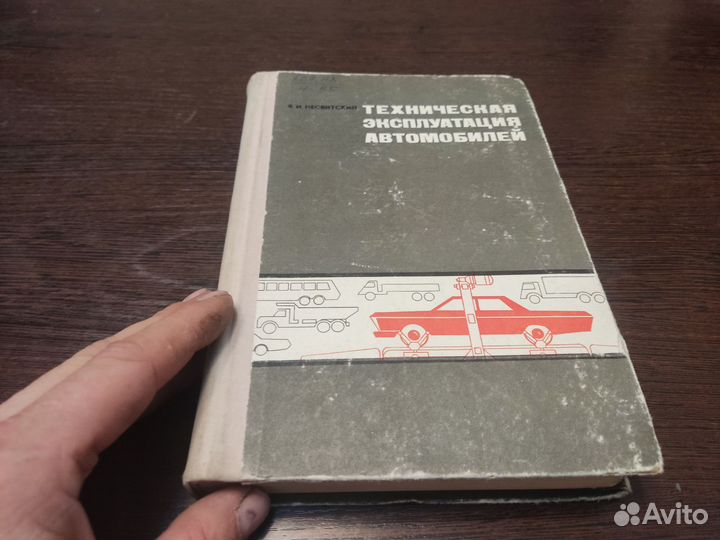 Я. И. НЕСВИТСКИЙ
ТЕХНИЧЕСКАЯ
ЭКСПЛУАТАЦИЯ
АВТОМОБИЛЕЙ
Avito